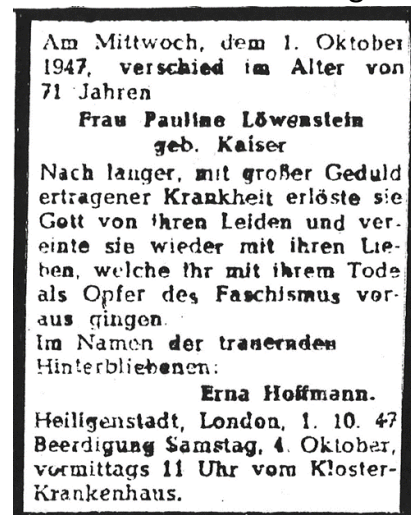 Am Mittwoch, dem 1. Oktober
1947, verschied im Alter von
71 Jahren
Frau Pauline Löwenstein
geb. Kaiser
Nach langer, mit großer Geduld
ertragener Krankheit erlöste sie
Gott von ihren Leiden und ver-
einte sie wieder mit ihren Lie-
ben, welche ihr mit ihrem Tode
als Opfer des Faschismus vor-
aus gingen.
Im Namen der trauernden
Hinterbliebenen:
Erna Hoffmann.
Heiligenstadt, London, 1. 10. 47
Beerdigung Samstag, 4. Oktober,
vormittags 11 Uhr vom Kloster-
Krankenhaus.